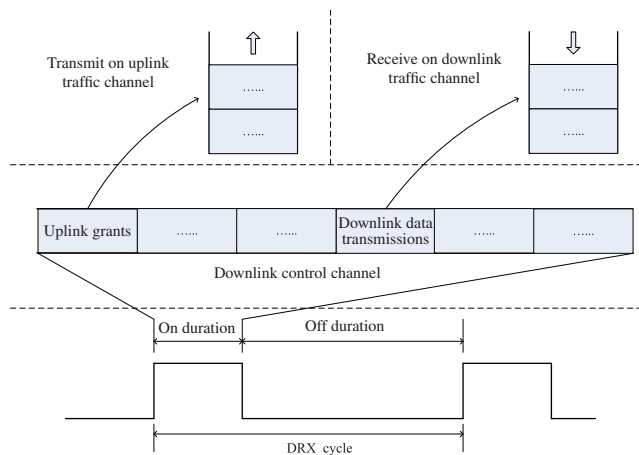 Transmit on uplink
traffic channel
…...
…...
Receive on downlink
traffic channel
…...
…...
Uplink grants
…...
…...
Downlink data
transmissions
…...
…...
Downlink control channel
On duration
Off duration
DRX cycle